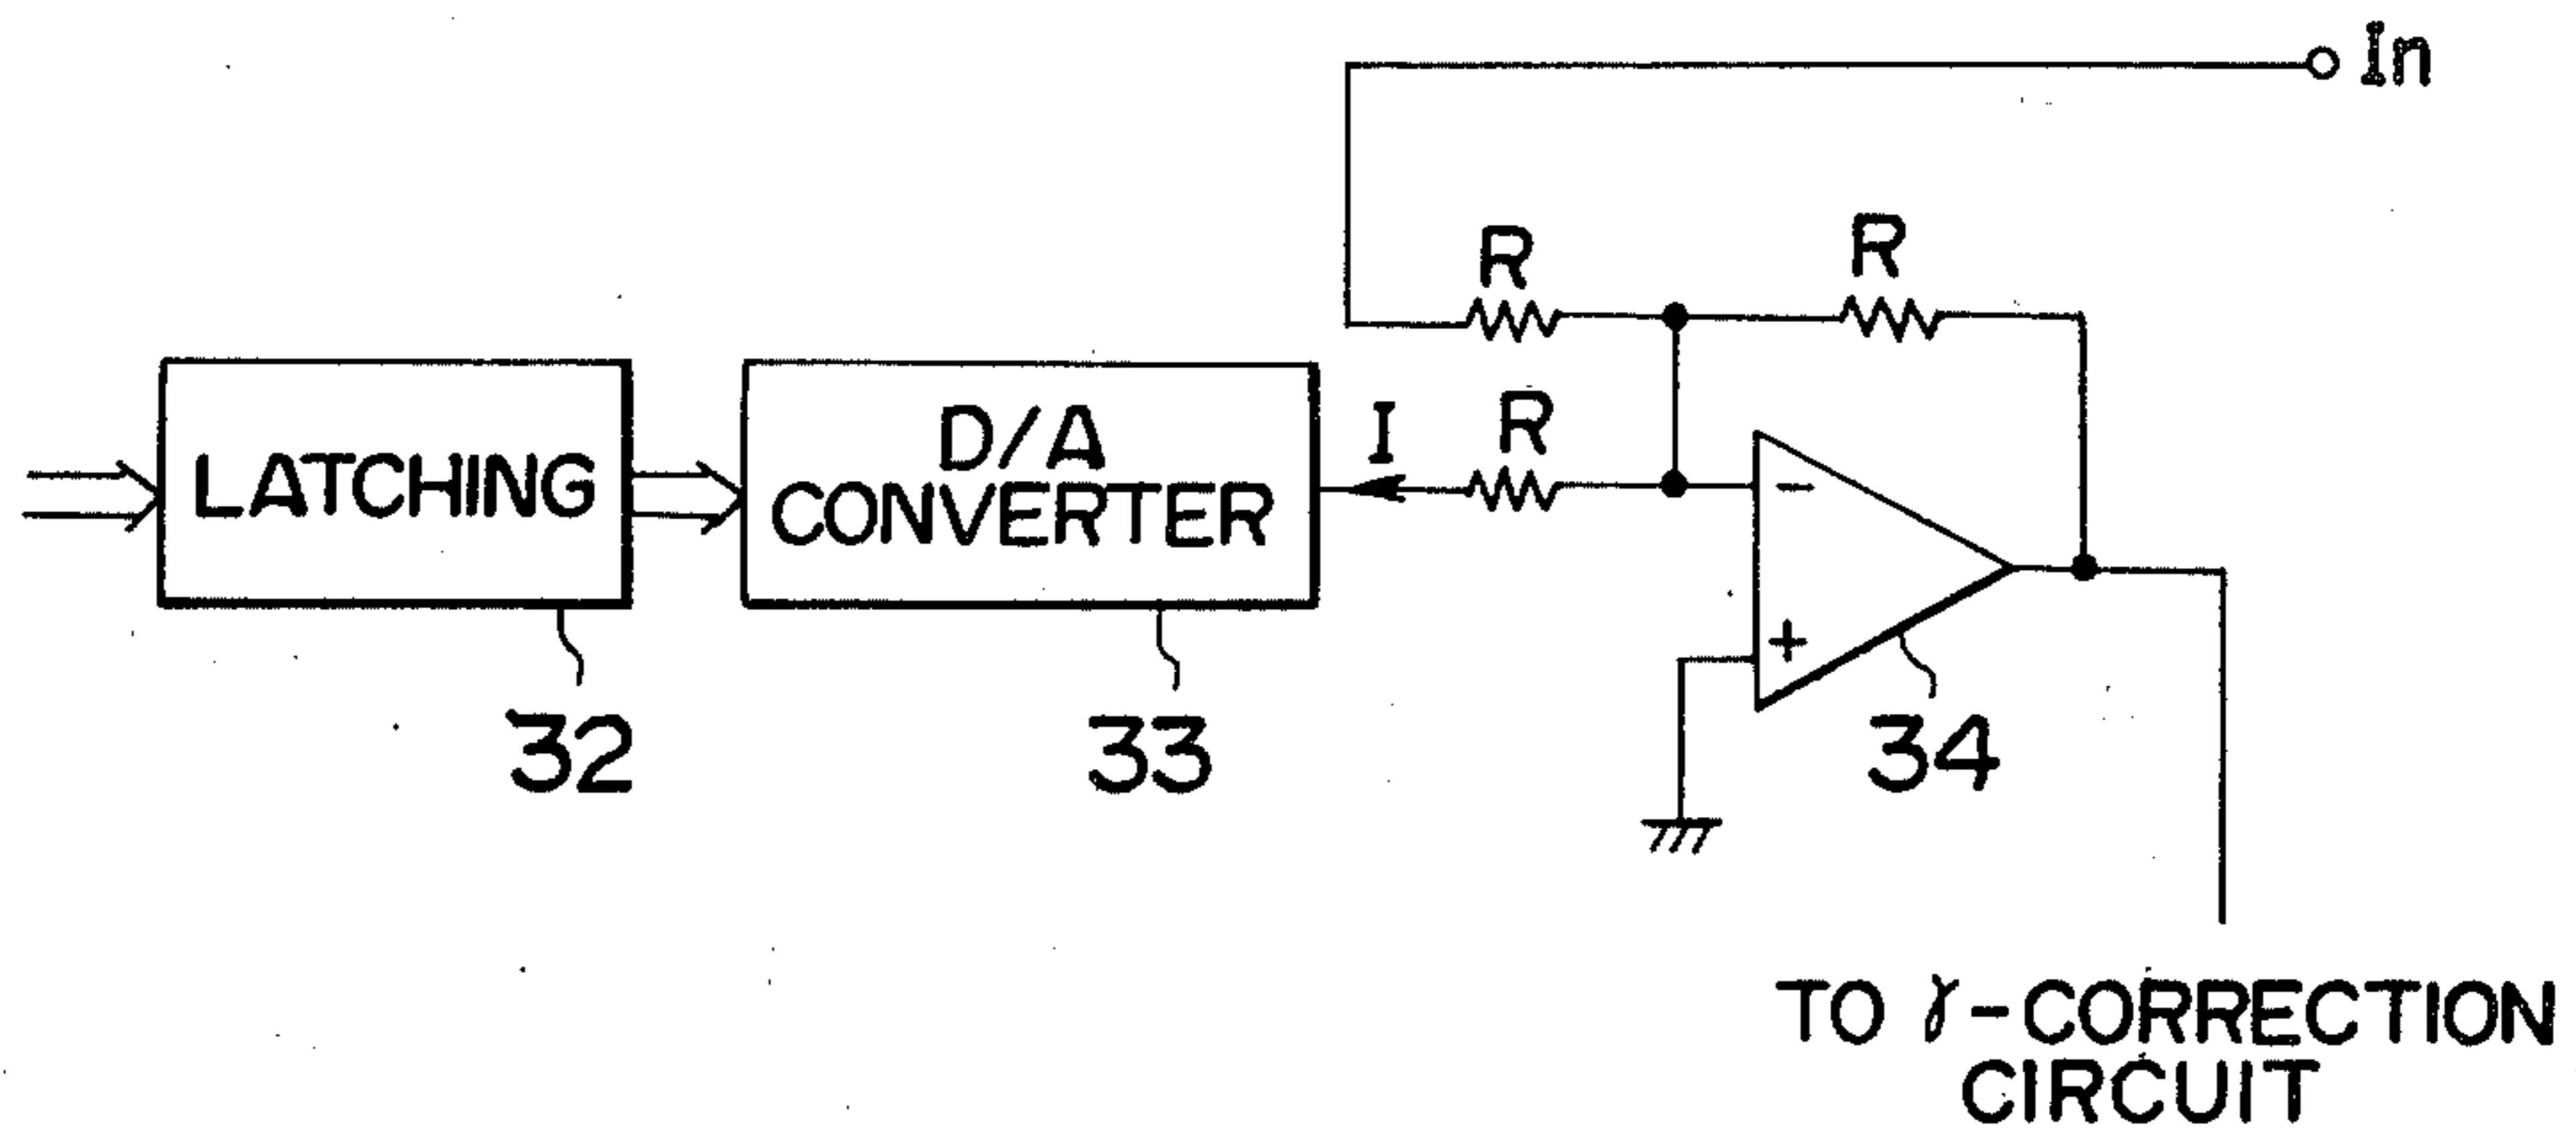 In
R
R
LATCHING
D/A
CONVERTER
I
R
-
+
32
33
34
TO γ-CORRECTION
CIRCUIT